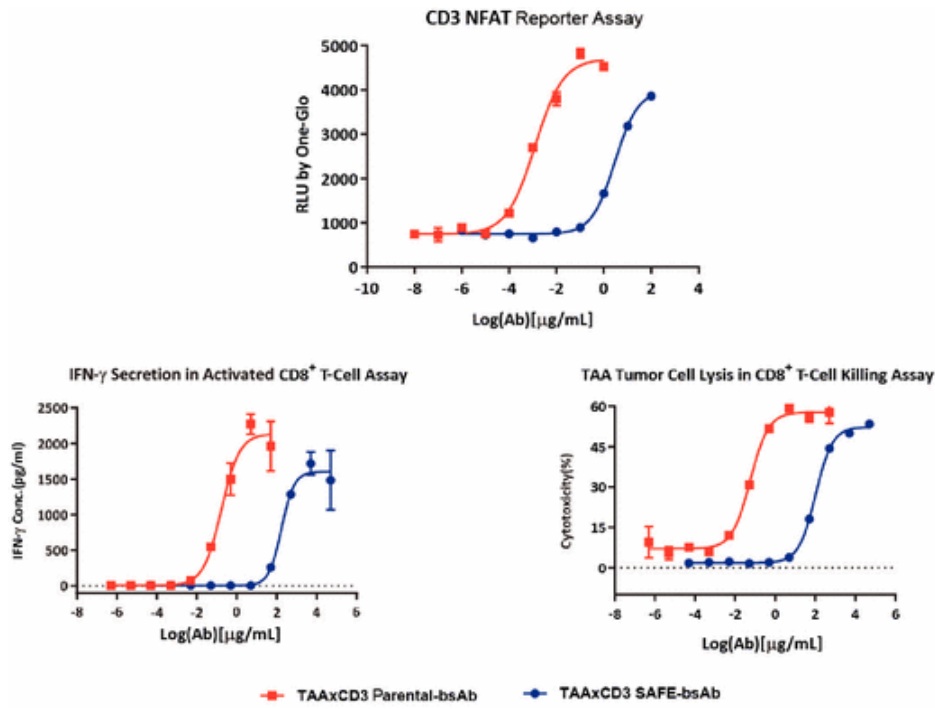 CD3 NFAT Reporter Assay
5000
4000
3000
2000
1000
0
RLU by One-Glo
-10 -8 -6 -4 -2 0 2 4
Log(Ab)[μg/mL]
IFN-γ Secretion in Activated CD8+ T-Cell Assay
2500
2000
1500
1000
500
0
IFN-γ Conc.(pg/ml)
-8 -6 -4 -2 0 2 4 6
Log(Ab)[μg/mL]
TAA Tumor Cell Lysis in CD8+ T-Cell Killing Assay
60
45
30
15
0
Cytotoxicity(%)
-8 -6 -4 -2 0 2 4 6
Log(Ab)[μg/mL]
TAAxCD3 Parental-bsAb
TAAxCD3 SAFE-bsAb